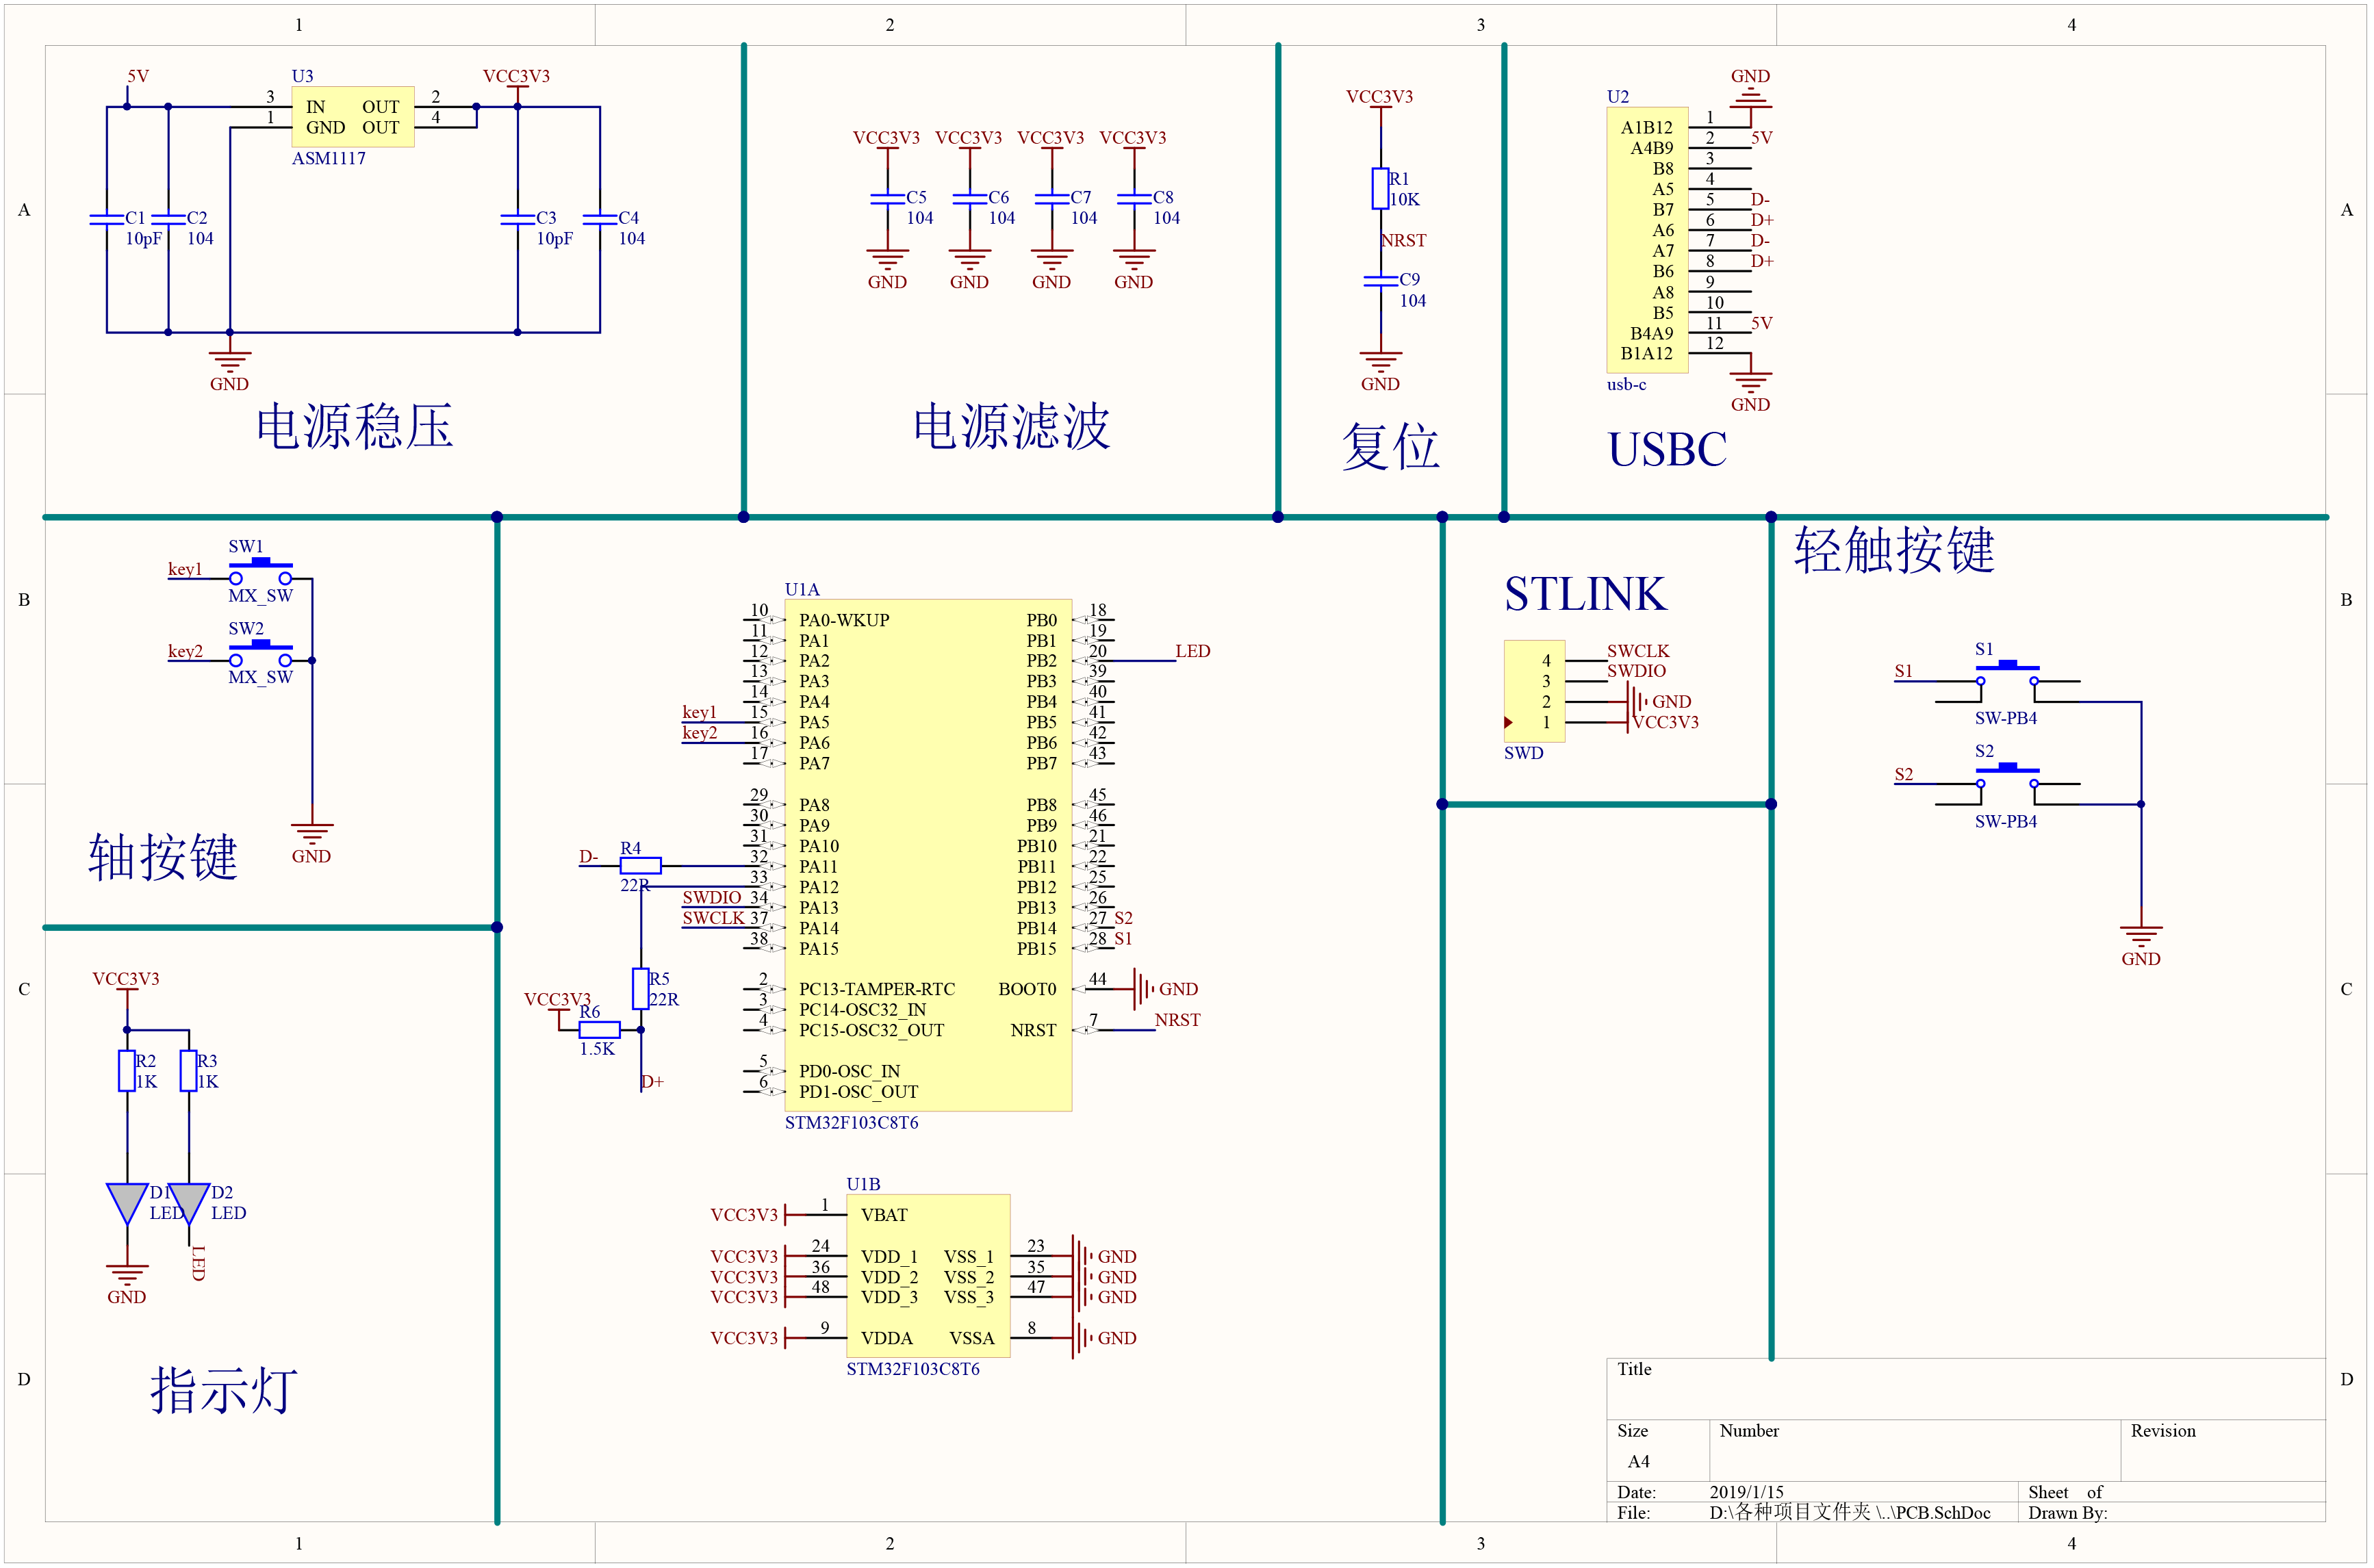 1 2 3 4
A A
B B
C C
D D
1 2 3 4
5V
U3
VCC3V3
3 IN OUT 2
1 GND OUT 4
ASM1117
C1
10pF
C2
104
C3
10pF
C4
104
GND
电源稳压
VCC3V3 VCC3V3 VCC3V3 VCC3V3
C5 C6 C7 C8
104 104 104 104
GND GND GND GND
电源滤波
VCC3V3
R1
10K
NRST
C9
104
GND
复位
GND
U2
A1B12 1
A4B9 2 5V
B8 3
A5 4
B7 5 D-
A6 6 D+
A7 7 D-
B6 8 D+
A8 9
B5 10
B4A9 11 5V
B1A12 12
usb-c
GND
USBC
SW1
key1
MX_SW
SW2
key2
MX_SW
GND
轴按键
VCC3V3
R2 R3
1K 1K
D1 D2
LED LED
LED
GND
指示灯
U1A
10 PA0-WKUP PB0 18
11 PA1 PB1 19
12 PA2 PB2 20 LED
13 PA3 PB3 39
14 PA4 PB4 40
key1 15 PA5 PB5 41
key2 16 PA6 PB6 42
17 PA7 PB7 43
29 PA8 PB8 45
30 PA9 PB9 46
31 PA10 PB10 21
D- R4 32 PA11 PB11 22
22R 33 PA12 PB12 25
SWDIO 34 PA13 PB13 26
SWCLK 37 PA14 PB14 27 S2
38 PA15 PB15 28 S1
2 PC13-TAMPER-RTC BOOT0 44 GND
3 PC14-OSC32_IN
4 PC15-OSC32_OUT NRST 7 NRST
5 PD0-OSC_IN
6 PD1-OSC_OUT
STM32F103C8T6
R5
22R
VCC3V3
R6
1.5K
D+
U1B
VCC3V3 1 VBAT
VCC3V3 24 VDD_1 VSS_1 23 GND
VCC3V3 36 VDD_2 VSS_2 35 GND
VCC3V3 48 VDD_3 VSS_3 47 GND
VCC3V3 9 VDDA VSSA 8 GND
STM32F103C8T6
STLINK
4 SWCLK
3 SWDIO
2 GND
1 VCC3V3
SWD
轻触按键
S1
S1
SW-PB4
S2
S2
SW-PB4
GND
Title
Size Number Revision
A4
Date: 2019/1/15 Sheet of
File: D:\各种项目文件夹\..\PCB.SchDoc Drawn By: